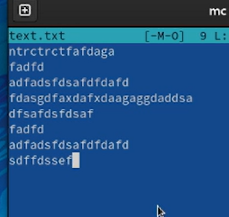 mc
text.txt [-M-O] 9 L:
ntrctrctfafdaga
fadfd
adfadsfdsafdfdafd
fdasgdfaxdafxdaagaggdaddsa
dfsafdsfdsaf
fadfd
adfadsfdsafdfdafd
sdffdssef